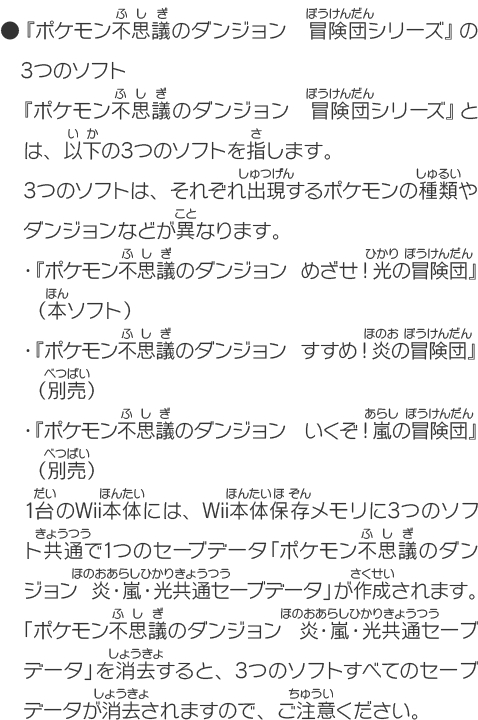 ●『ポケモン不思議のダンジョン　冒険団シリーズ』の
3つのソフト
『ポケモン不思議のダンジョン　冒険団シリーズ』と
は、以下の3つのソフトを指します。
3つのソフトは、それぞれ出現するポケモンの種類や
ダンジョンなどが異なります。
・『ポケモン不思議のダンジョン　めざせ！光の冒険団』
（本ソフト）
・『ポケモン不思議のダンジョン　すすめ！炎の冒険団』
（別売）
・『ポケモン不思議のダンジョン　いくぞ！嵐の冒険団』
（別売）
1台のWii本体には、Wii本体保存メモリに3つのソフ
ト共通で1つのセーブデータ「ポケモン不思議のダン
ジョン　炎・嵐・光共通セーブデータ」が作成されます。
「ポケモン不思議のダンジョン　炎・嵐・光共通セーブ
データ」を消去すると、3つのソフトすべてのセーブ
データが消去されますので、ご注意ください。